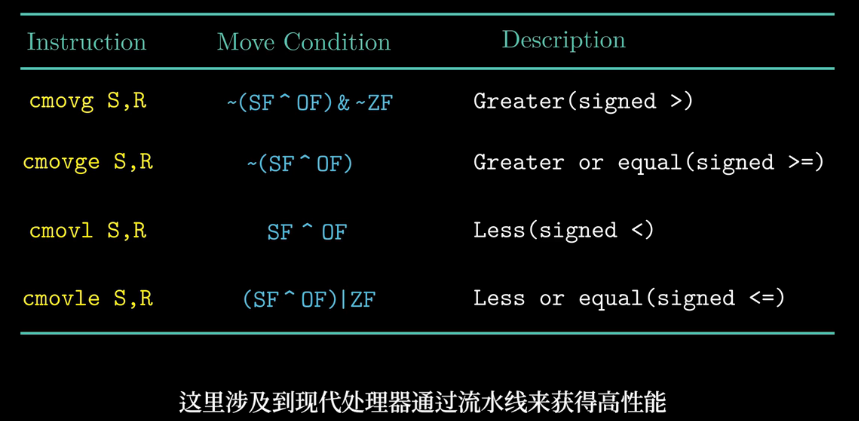 Instruction Move Condition Description
cmovg S,R ~(SF^OF)&~ZF Greater(signed >)
cmovge S,R ~(SF^OF) Greater or equal(signed >=)
cmovl S,R SF ^ OF Less(signed <)
cmovle S,R (SF^OF)|ZF Less or equal(signed <=)
这里涉及到现代处理器通过流水线来获得高性能